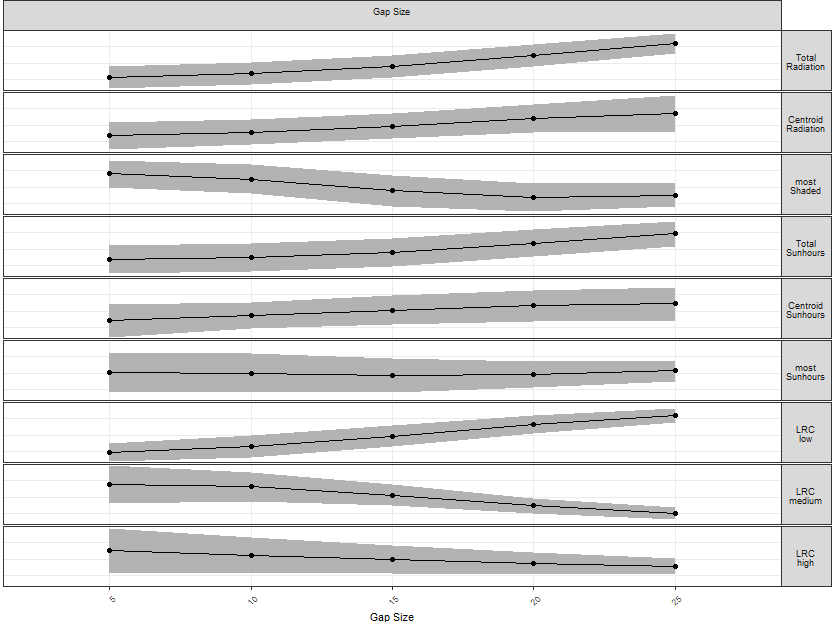 Gap Size
Total
Radiation
Centroid
Radiation
most
Shaded
Total
Sunhours
Centroid
Sunhours
most
Sunhours
LRC
low
LRC
medium
LRC
high
5 10 15 20 25
Gap Size